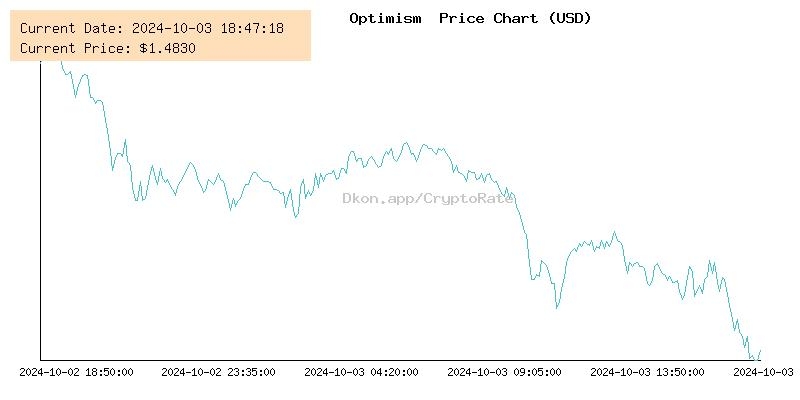 Optimism Price Chart (USD)
Current Date: 2024-10-03 18:47:18
Current Price: $1.4830
Dkon.app/CryptoRate
2024-10-02 18:50:00 2024-10-02 23:35:00 2024-10-03 04:20:00 2024-10-03 09:05:00 2024-10-03 13:50:00 2024-10-03